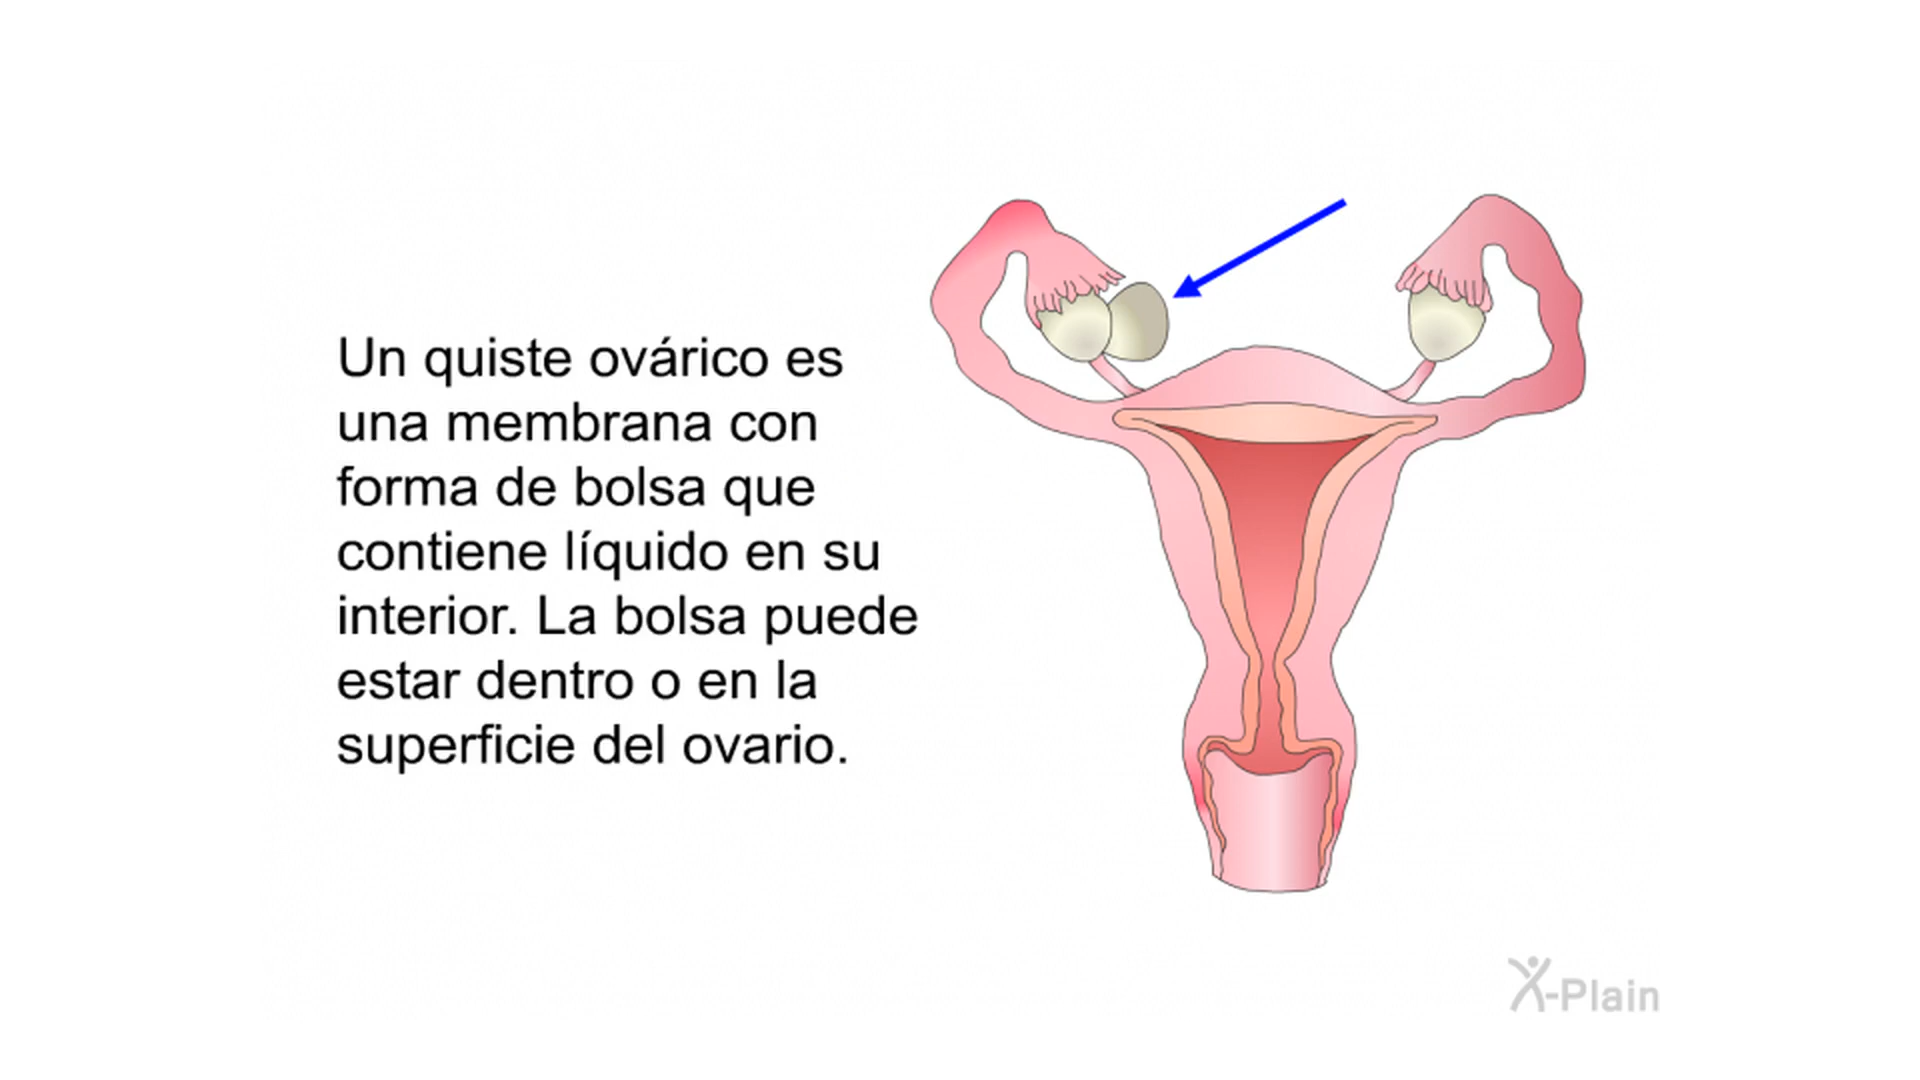 Un quiste ovárico es
una membrana con
forma de bolsa que
contiene líquido en su
interior. La bolsa puede
estar dentro o en la
superficie del ovario.
X-Plain